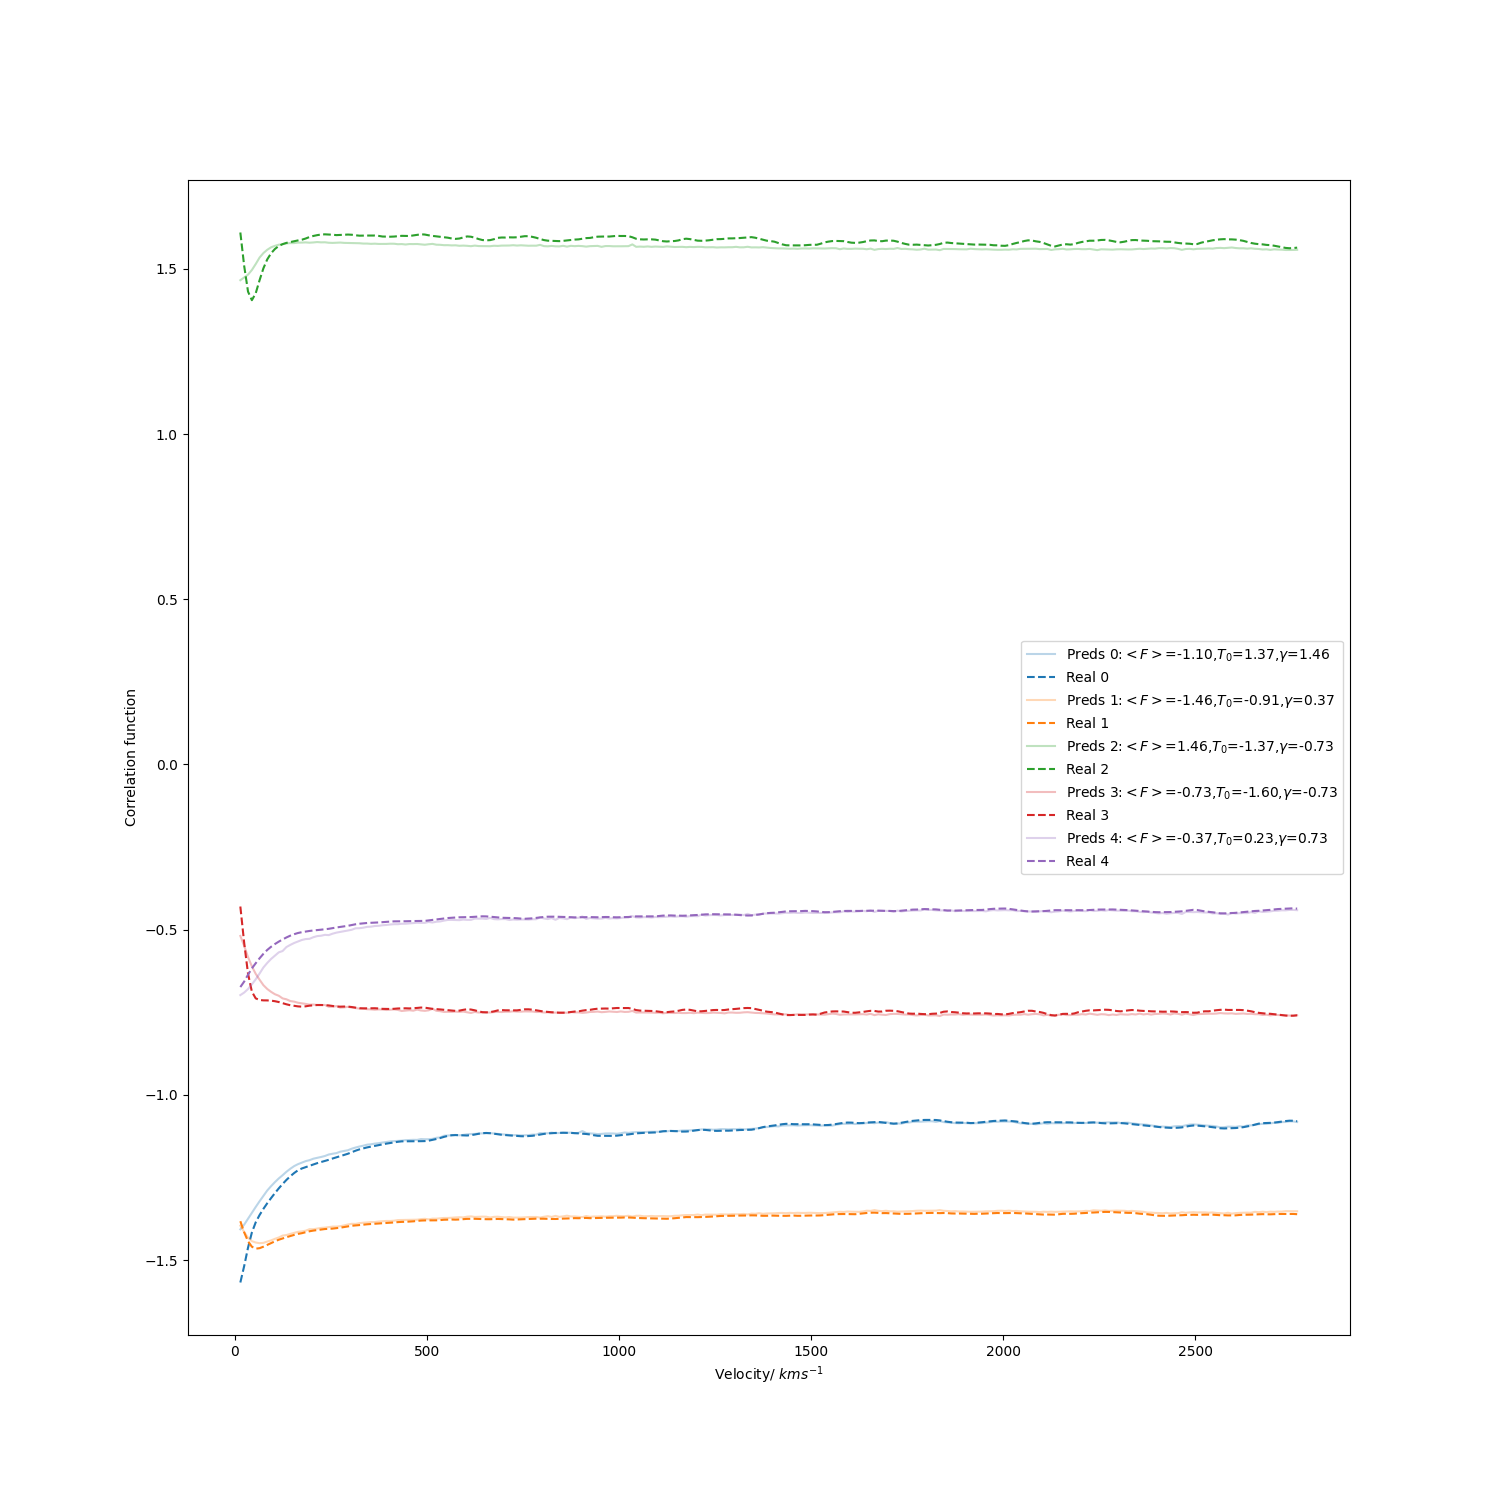 1.5
1.0
0.5
0.0
−0.5
−1.0
−1.5
Correlation function
Preds 0: < F > =-1.10,T₀=1.37,γ=1.46
Real 0
Preds 1: < F > =-1.46,T₀=-0.91,γ=0.37
Real 1
Preds 2: < F > =1.46,T₀=-1.37,γ=-0.73
Real 2
Preds 3: < F > =-0.73,T₀=-1.60,γ=-0.73
Real 3
Preds 4: < F > =-0.37,T₀=0.23,γ=0.73
Real 4
0 500 1000 1500 2000 2500
Velocity/ kms⁻¹